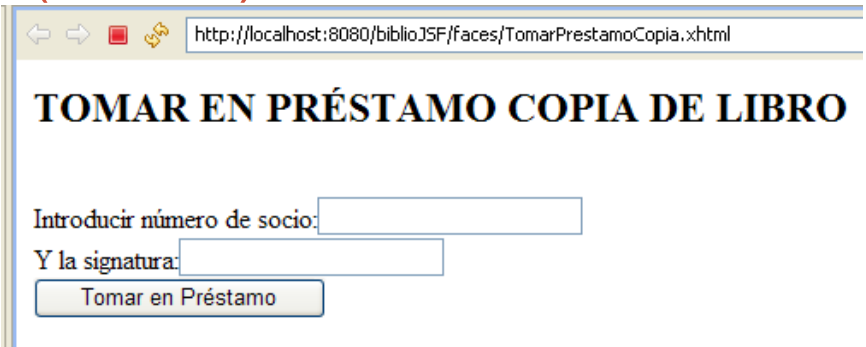 http://localhost:8080/biblioJSF/faces/TomarPrestamoCopia.xhtml
TOMAR EN PRÉSTAMO COPIA DE LIBRO
Introducir número de socio:
Y la signatura:
Tomar en Préstamo